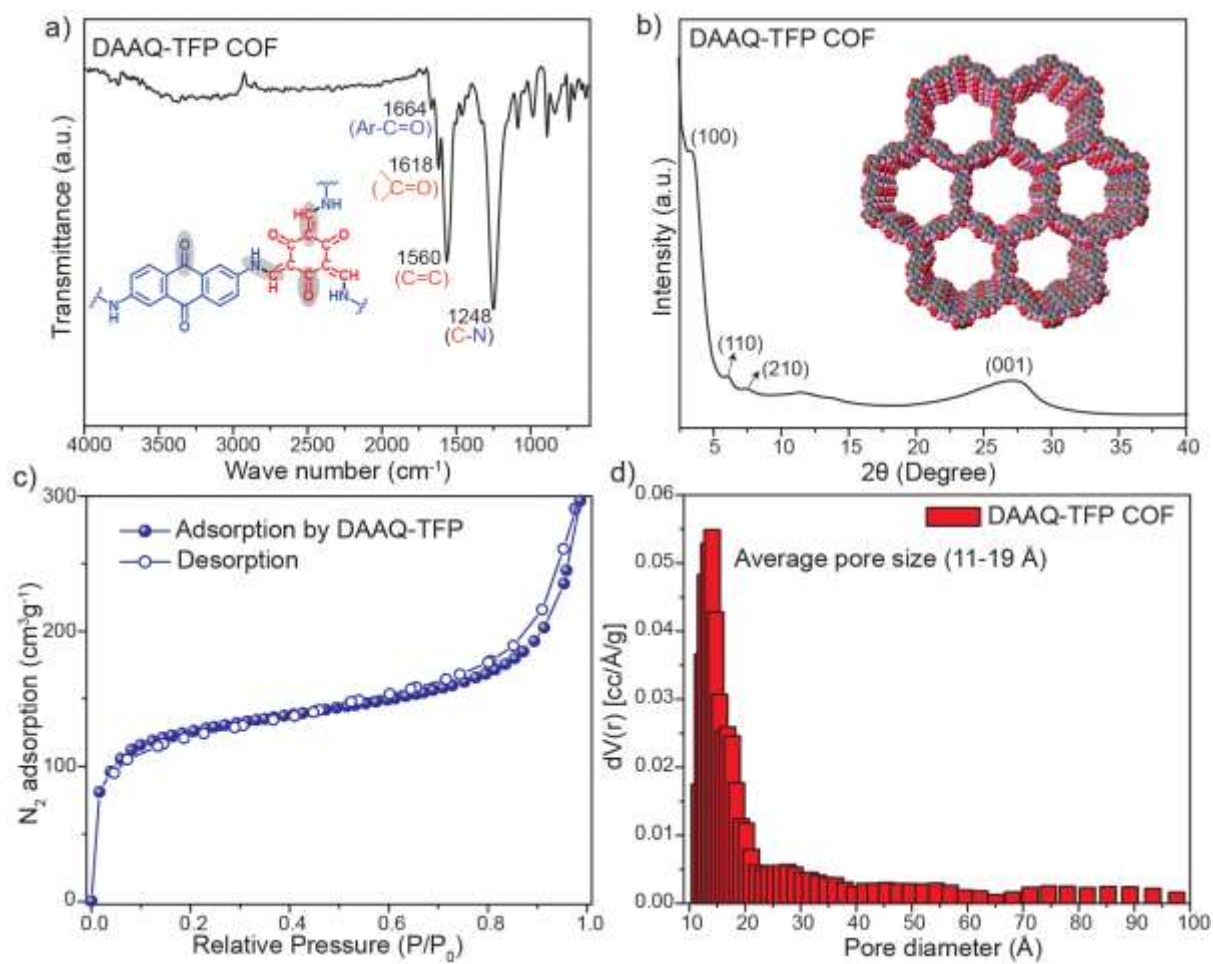 a)
DAAQ-TFP COF
1664
(Ar-C=O)
1618
(C=O)
1560
(C=C)
1248
(C-N)
HC
NH
O
O
O
H
N
H
CH
HN
O
N
H
O
Transmittance (a.u.)
4000 3500 3000 2500 2000 1500 1000
Wave number (cm⁻¹)
b)
DAAQ-TFP COF
(100)
(110)
(210)
(001)
Intensity (a.u.)
5 10 15 20 25 30 35 40
2θ (Degree)
c)
Adsorption by DAAQ-TFP
Desorption
N₂ adsorption (cm³g⁻¹)
300
200
100
0
0.0 0.2 0.4 0.6 0.8 1.0
Relative Pressure (P/P₀)
d)
DAAQ-TFP COF
Average pore size (11-19 Å)
dV(r) [cc/Å/g]
0.06
0.05
0.04
0.03
0.02
0.01
0.00
10 20 30 40 50 60 70 80 90 100
Pore diameter (Å)